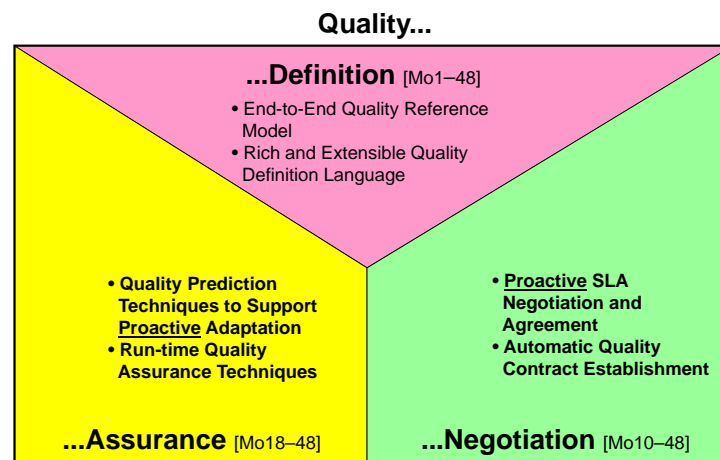 Quality...
...Definition [Mo1–48]
• End-to-End Quality Reference
Model
• Rich and Extensible Quality
Definition Language
• Quality Prediction
Techniques to Support
Proactive Adaptation
• Run-time Quality
Assurance Techniques
...Assurance [Mo18–48]
• Proactive SLA
Negotiation and
Agreement
• Automatic Quality
Contract Establishment
...Negotiation [Mo10–48]